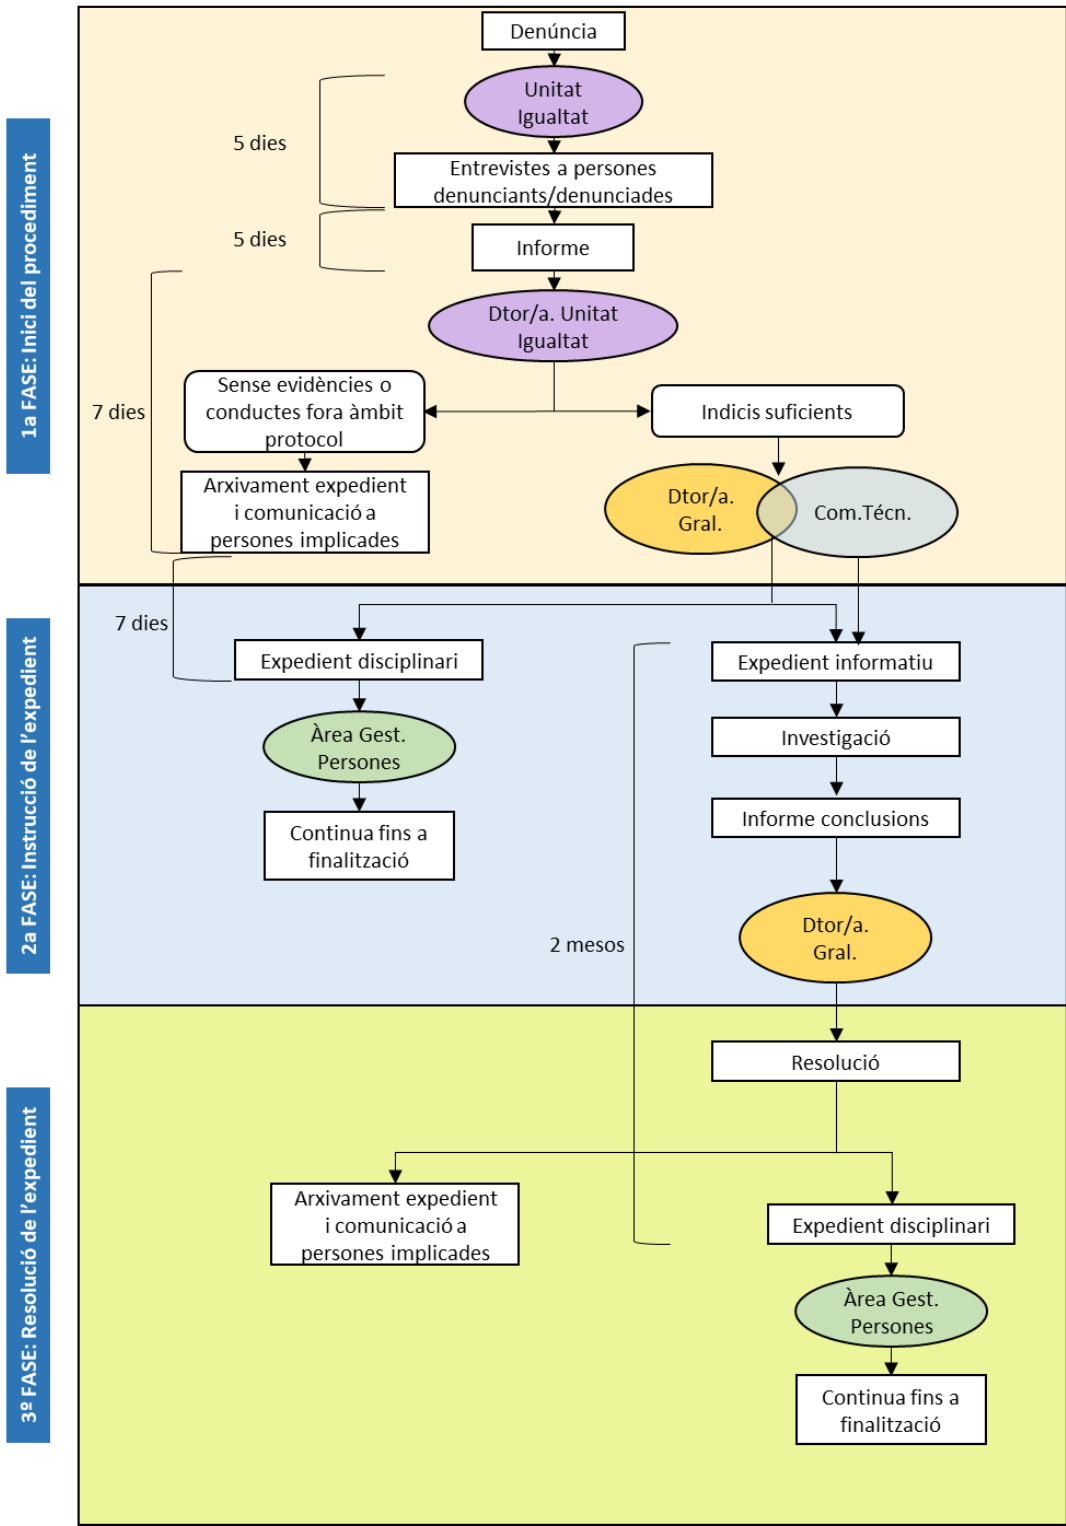 1a FASE: Inici del procediment
Denúncia
Unitat
Igualtat
5 dies
Entrevistes a persones
denunciants/denunciades
5 dies
Informe
Dtor/a. Unitat
Igualtat
7 dies
Sense evidències o
conductes fora àmbit
protocol
Indicis suficients
Arxivament expedient
i comunicació a
persones implicades
Dtor/a.
Gral.
Com.Técn.
2a FASE: Instrucció de l’expedient
7 dies
Expedient disciplinari
Expedient informatiu
Àrea Gest.
Persones
Investigació
Continua fins a
finalització
Informe conclusions
2 mesos
Dtor/a.
Gral.
3º FASE: Resolució de l’expedient
Resolució
Arxivament expedient
i comunicació a
persones implicades
Expedient disciplinari
Àrea Gest.
Persones
Continua fins a
finalització